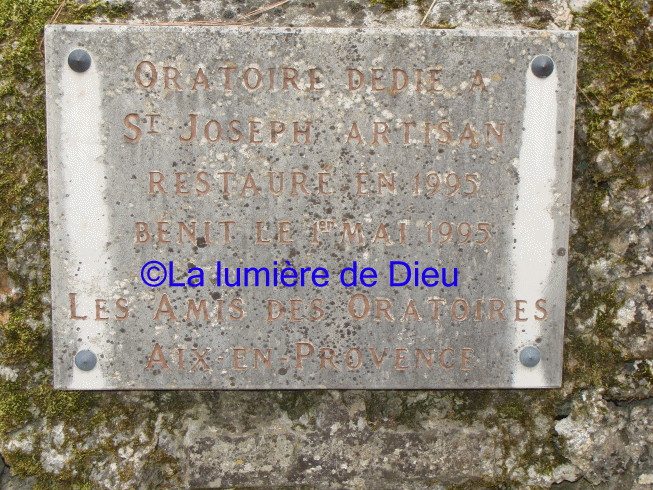 ORATOIRE DÉDIÉ A
ST JOSEPH ARTISAN
RESTAURÉ EN 1995
BÉNIT LE 1ER MAI 1995
©La lumière de Dieu
LES AMIS DES ORATOIRES
AIX-EN-PROVENCE